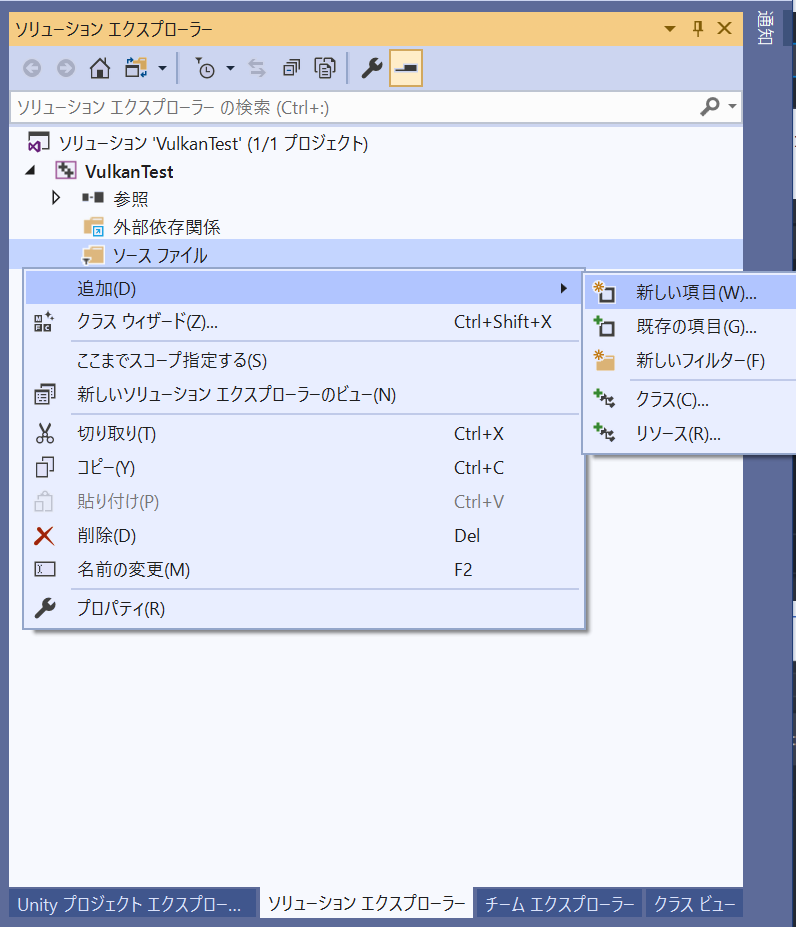 ソリューション エクスプローラー
通知
ソリューション エクスプローラー の検索 (Ctrl+:)
ソリューション 'VulkanTest' (1/1 プロジェクト)
VulkanTest
参照
外部依存関係
ソース ファイル
追加(D)
クラス ウィザード(Z)... Ctrl+Shift+X
ここまでスコープ指定する(S)
新しいソリューション エクスプローラーのビュー(N)
切り取り(T) Ctrl+X
コピー(Y) Ctrl+C
貼り付け(P) Ctrl+V
削除(D) Del
名前の変更(M) F2
プロパティ(R)
新しい項目(W)...
既存の項目(G)...
新しいフィルター(F)
クラス(C)...
リソース(R)...
Unity プロジェクト エクスプロー... ソリューション エクスプローラー チーム エクスプローラー クラス ビュー